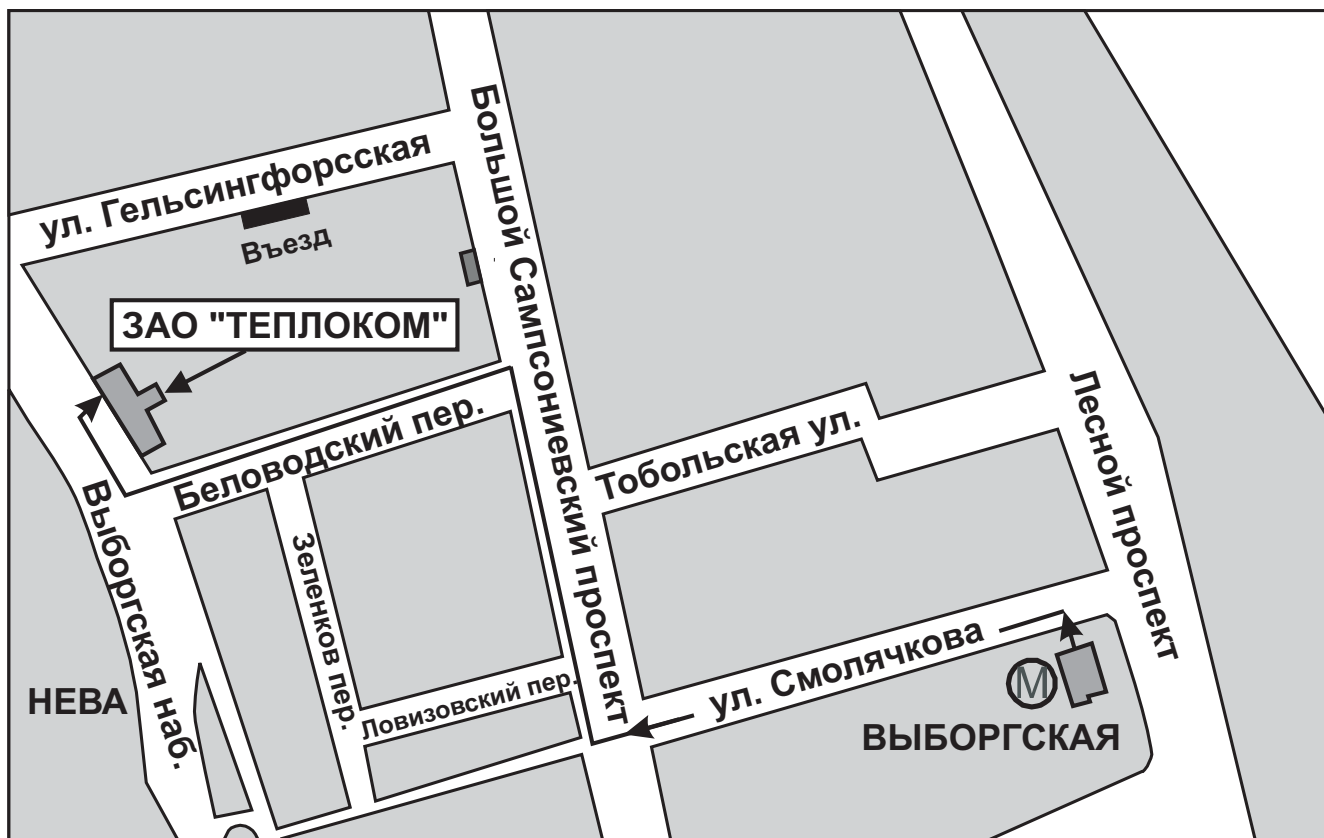 Большой Сампсониевский проспект
ул. Гельсингфорсская
Въезд
ЗАО "ТЕПЛОКОМ"
Лесной проспект
Беловодский пер.
Тобольская ул.
Выборгская наб.
Зеленков пер.
ул. Смолячкова
Ловизовский пер.
НЕВА
М
ВЫБОРГСКАЯ